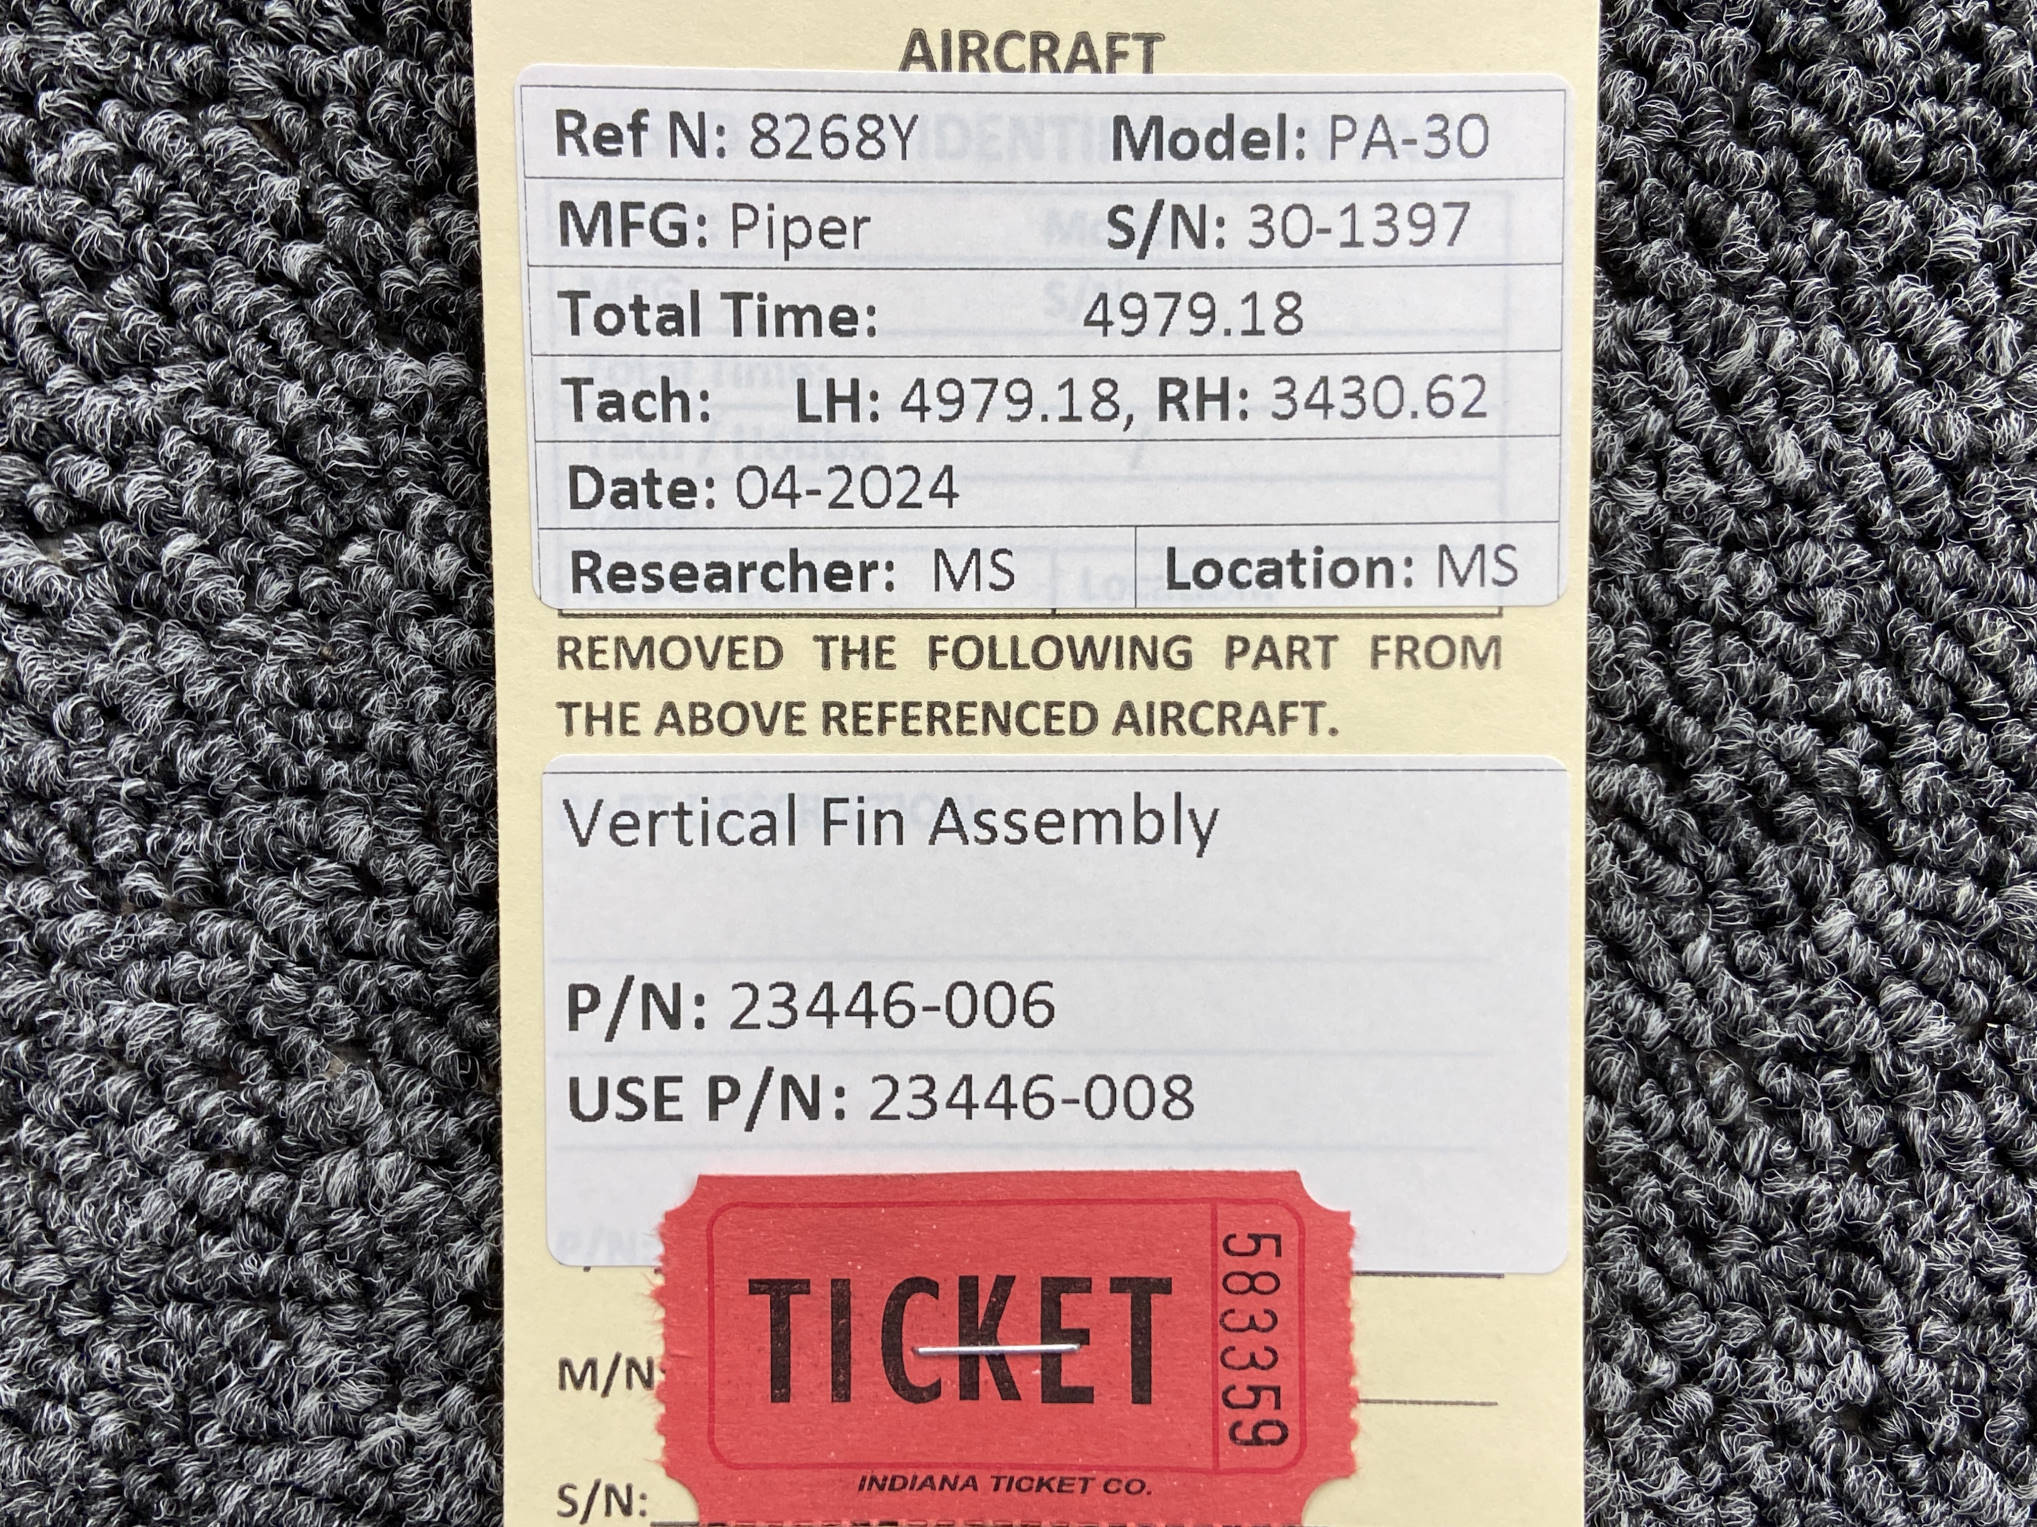 AIRCRAFT
Ref N: 8268Y Model: PA-30
MFG: Piper S/N: 30-1397
Total Time: 4979.18
Tach: LH: 4979.18, RH: 3430.62
Date: 04-2024
Researcher: MS Location: MS
REMOVED THE FOLLOWING PART FROM
THE ABOVE REFERENCED AIRCRAFT.
Vertical Fin Assembly
P/N: 23446-006
USE P/N: 23446-008
P/N:
TICKET
583359
M/N:
INDIANA TICKET CO.
S/N: